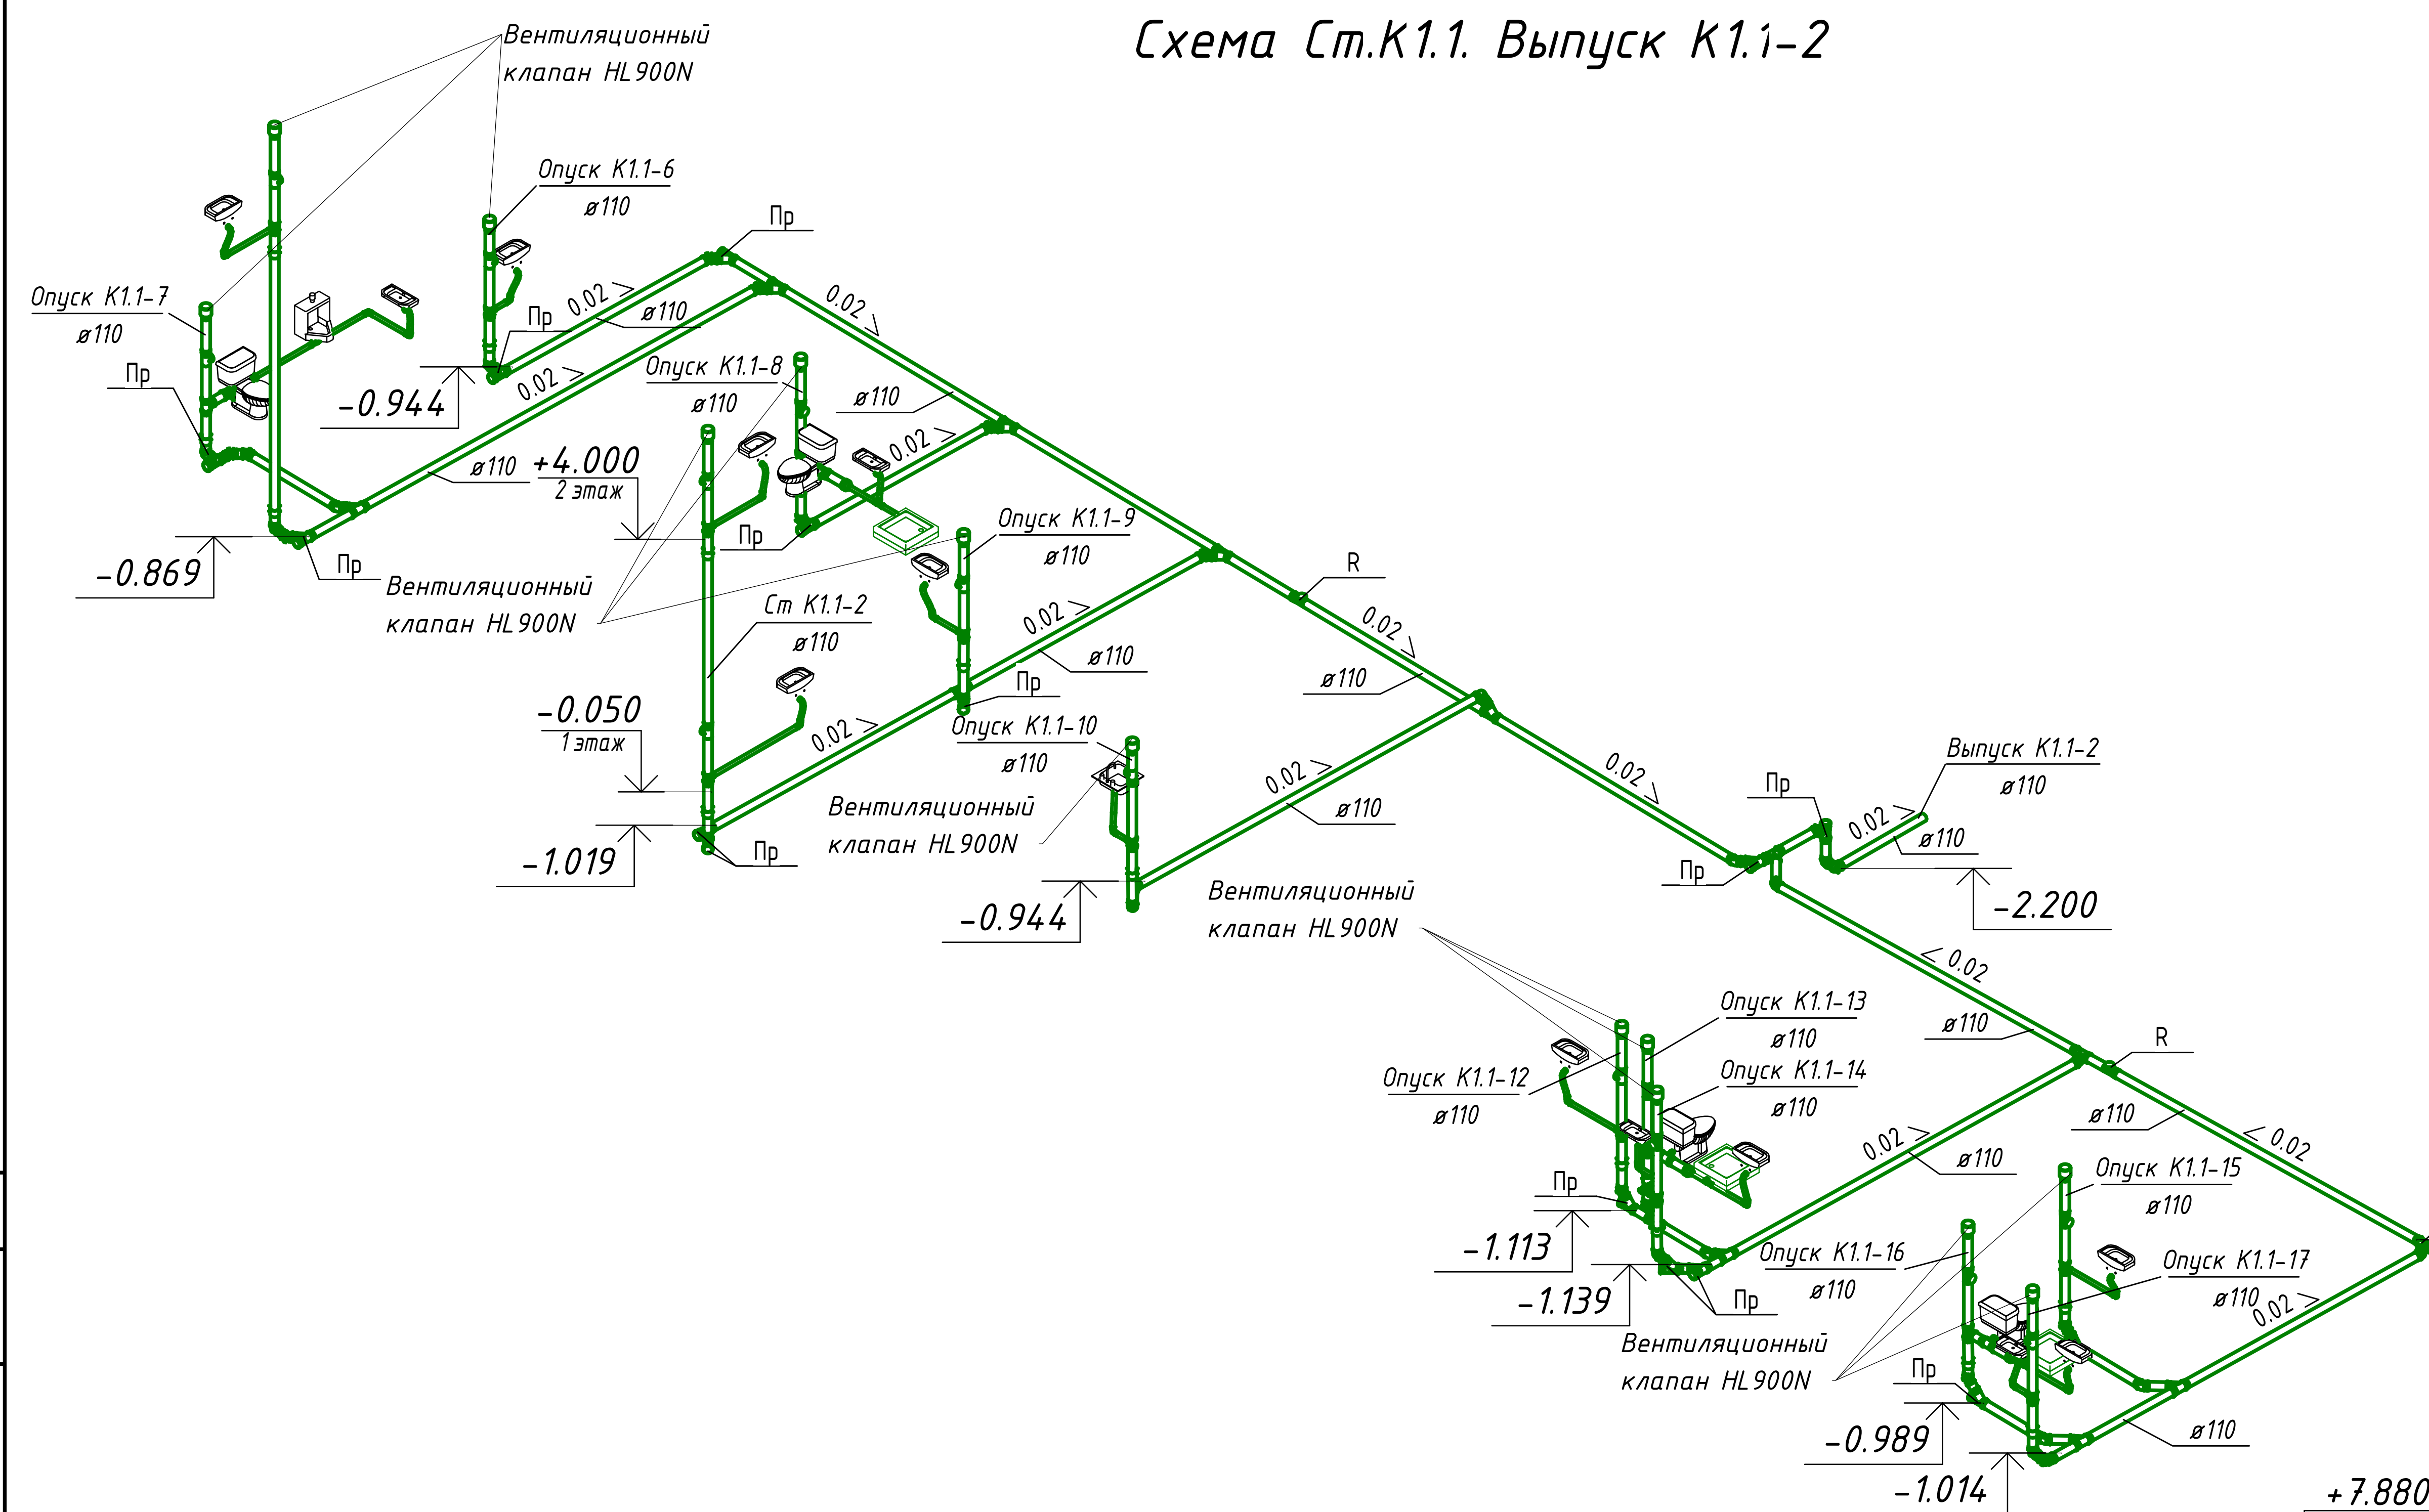 Схема Ст.К1.1. Выпуск К1.1-2
Вентиляционный
клапан HL900N
Опуск К1.1-6
ø110
Пр
Опуск К1.1-7
ø110
Пр
0.02
ø110
Пр
0.02
-0.944
0.02
ø110
ø110
-0.869
Пр
Опуск К1.1-8
ø110
+4.000
2 этаж
0.02
Пр
Вентиляционный
клапан HL900N
Опуск К1.1-9
ø110
R
Ст К1.1-2
ø110
0.02
ø110
0.02
ø110
Пр
-0.050
1 этаж
0.02
-1.019
Пр
Опуск К1.1-10
ø110
Вентиляционный
клапан HL900N
0.02
ø110
-0.944
0.02
Пр
Выпуск К1.1-2
ø110
0.02
ø110
Пр
-2.200
Вентиляционный
клапан HL900N
0.02
ø110
R
Опуск К1.1-13
ø110
Опуск К1.1-12
ø110
Опуск К1.1-14
ø110
ø110
0.02
0.02
ø110
Пр
-1.113
-1.139
Пр
Опуск К1.1-15
ø110
Опуск К1.1-16
ø110
Опуск К1.1-17
ø110
0.02
Вентиляционный
клапан HL900N
Пр
-0.989
ø110
-1.014
+7.880